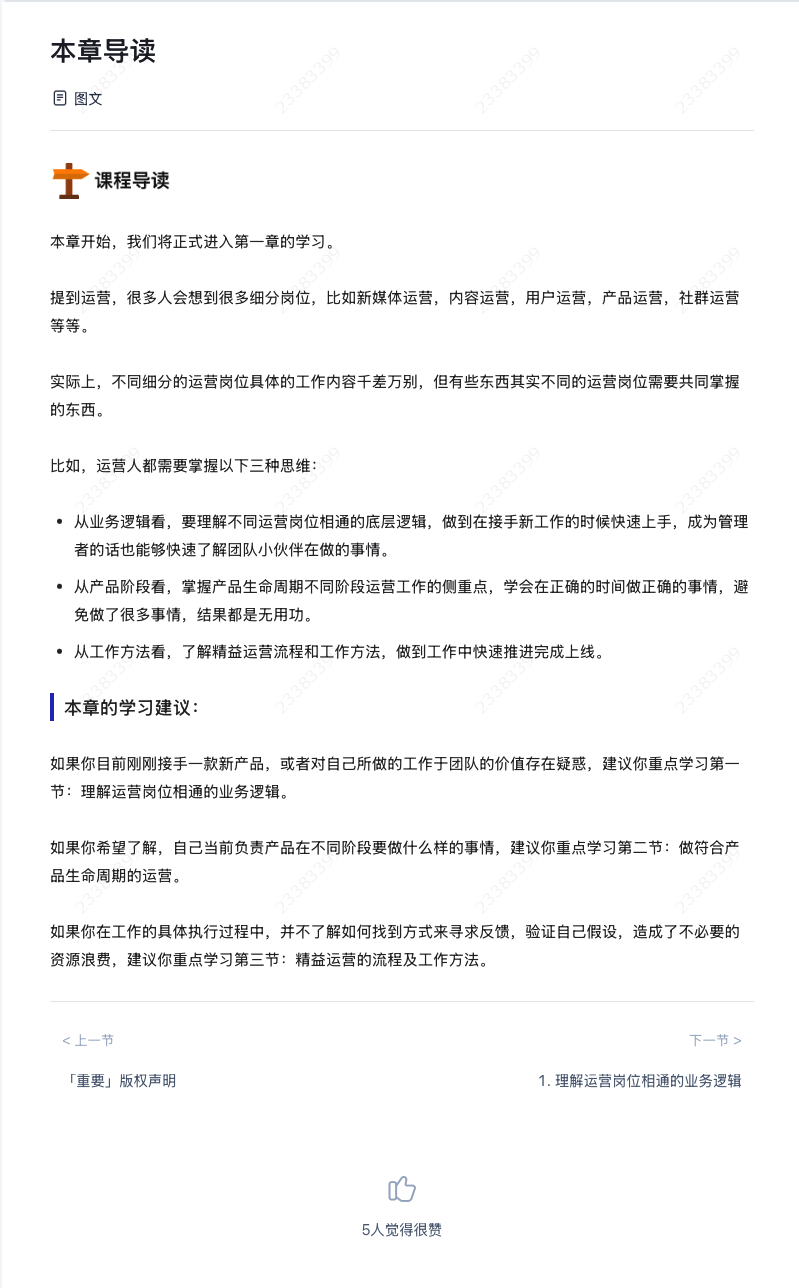 本章导读
图文
课程导读
本章开始，我们将正式进入第一章的学习。
提到运营，很多人会想到很多细分岗位，比如新媒体运营，内容运营，用户运营，产品运营，社群运营
等等。
实际上，不同细分的运营岗位具体的工作内容千差万别，但有些东西其实不同的运营岗位需要共同掌握
的东西。
比如，运营人都需要掌握以下三种思维：
• 从业务逻辑看，要理解不同运营岗位相通的底层逻辑，做到在接手新工作的时候快速上手，成为管理
者的话也能够快速了解团队小伙伴在做的事情。
• 从产品阶段看，掌握产品生命周期不同阶段运营工作的侧重点，学会在正确的时间做正确的事情，避
免做了很多事情，结果都是无用功。
• 从工作方法看，了解精益运营流程和工作方法，做到工作中快速推进完成上线。
本章的学习建议：
如果你目前刚刚接手一款新产品，或者对自己所做的工作于团队的价值存在疑惑，建议你重点学习第一
节：理解运营岗位相通的业务逻辑。
如果你希望了解，自己当前负责产品在不同阶段要做什么样的事情，建议你重点学习第二节：做符合产
品生命周期的运营。
如果你在工作的具体执行过程中，并不了解如何找到方式来寻求反馈，验证自己假设，造成了不必要的
资源浪费，建议你重点学习第三节：精益运营的流程及工作方法。
< 上一节
下一节 >
「重要」版权声明
1. 理解运营岗位相通的业务逻辑
5人觉得很赞
23383399